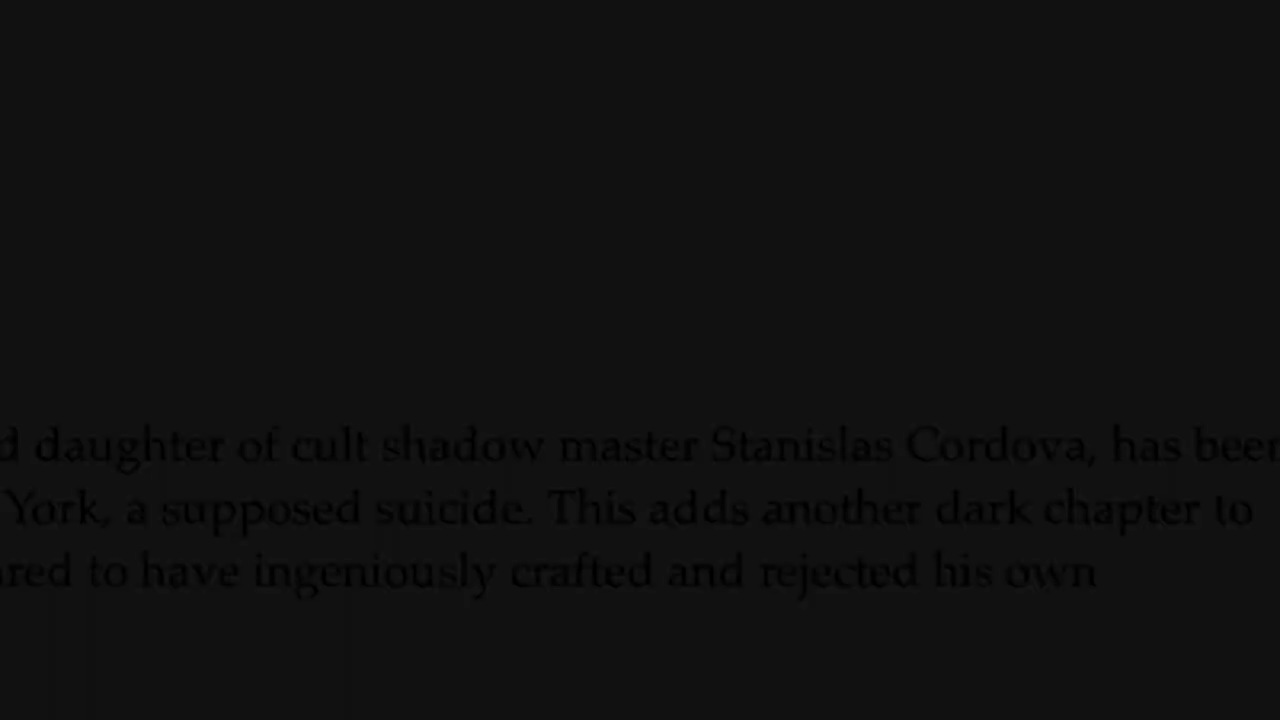 daughter of cult shadow master Stanislas Cordova, has been
York, a supposed suicide. This adds another dark chapter to
to have ingeniously crafted and rejected his own